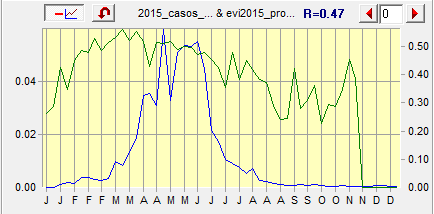 2015_casos_... & evi2015_pro... R=0.47 0
0.04 0.02 0.00
0.50 0.40 0.30 0.20 0.10 0.00
J J F F M M A A M M J J J A A S S O O N N D D